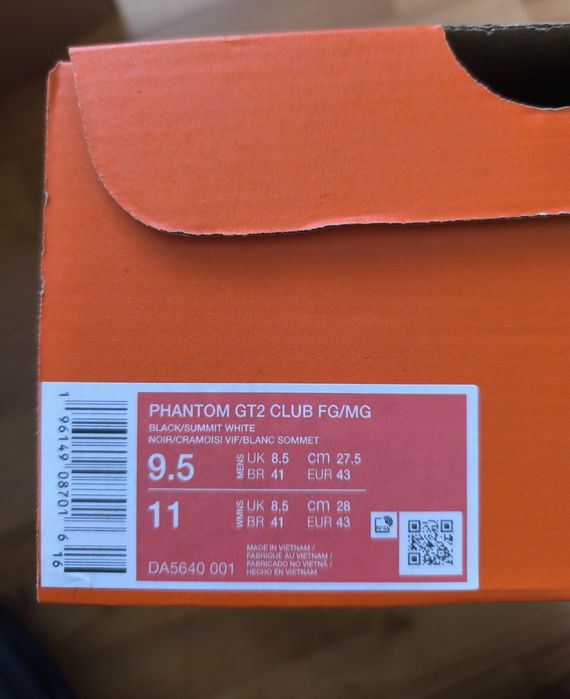 PHANTOM GT2 CLUB FG/MG
BLACK/SUMMIT WHITE
NOIR/CRAMOISI VIF/BLANC SOMMET
9.5 MENS UK 8.5 cm 27.5
BR 41 EUR 43
11 WMNS UK 8.5 cm 28
BR 41 EUR 43
MADE IN VIETNAM /
FABRIQUÉ AU VIETNAM /
FABRICADO NO VIETNÃ /
HECHO EN VIETNAM
DA5640 001
1 96149 08701 6 16